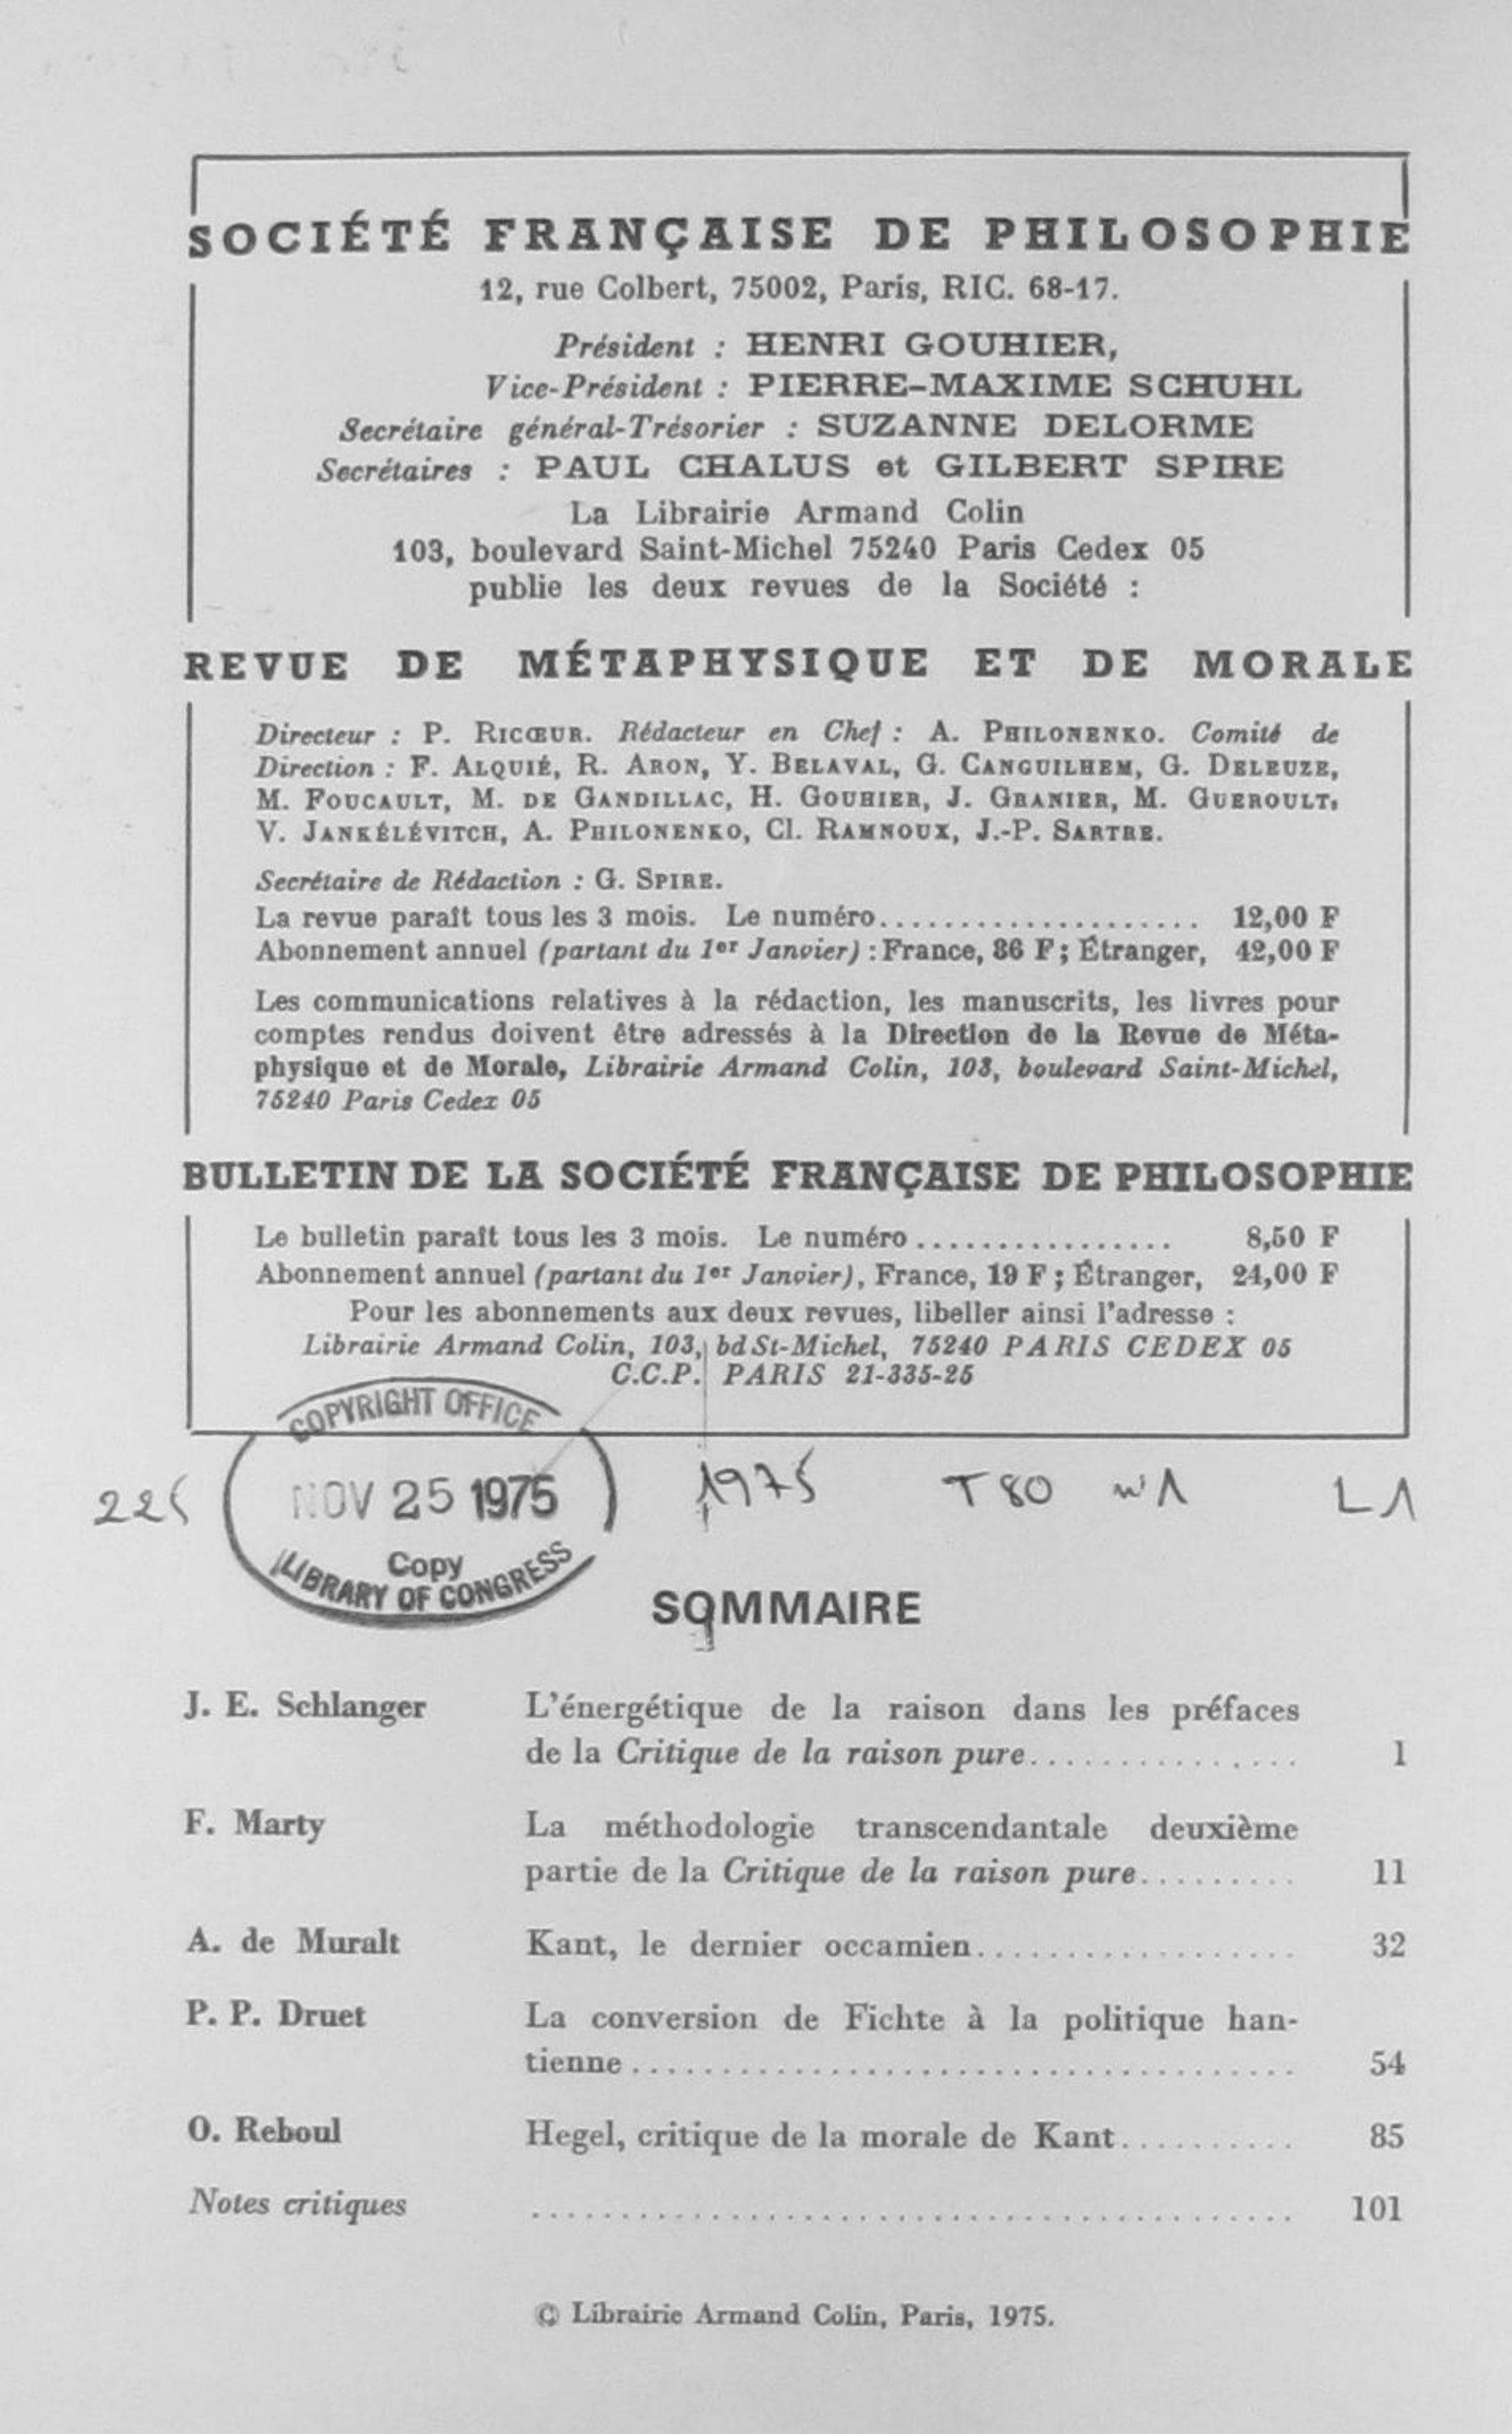 SOCIÉTÉ FRANÇAISE DE PHILOSOPHIE
12, rue Colbert, 75002, Paris, RIC. 68-17.
Président : HENRI GOUHIER,
Vice-Président : PIERRE-MAXIME SCHUHL
Secrétaire général-Trésorier : SUZANNE DELORME
Secrétaires : PAUL CHALUS et GILBERT SPIRE
La Librairie Armand Colin
103, boulevard Saint-Michel 75240 Paris Cedex 05
publie les deux revues de la Société :
REVUE DE MÉTAPHYSIQUE ET DE MORALE
Directeur : P. RICŒUR. Rédacteur en Chef : A. PHILONENKO. Comité de
Direction : F. ALQUIÉ, R. ARON, Y. BELAVAL, G. CANGUILHEM, G. DELEUZE,
M. FOUCAULT, M. DE GANDILLAC, H. GOUHIER, J. GRANIER, M. GUEROULT,
V. JANKÉLÉVITCH, A. PHILONENKO, Cl. RAMNOUX, J.-P. SARTRE.
Secrétaire de Rédaction : G. SPIRE.
La revue paraît tous les 3 mois. Le numéro.................... 12,00 F
Abonnement annuel (partant du 1er Janvier) : France, 36 F ; Étranger, 42,00 F
Les communications relatives à la rédaction, les manuscrits, les livres pour
comptes rendus doivent être adressés à la Direction de la Revue de Méta-
physique et de Morale, Librairie Armand Colin, 103, boulevard Saint-Michel,
75240 Paris Cedex 05
BULLETIN DE LA SOCIÉTÉ FRANÇAISE DE PHILOSOPHIE
Le bulletin paraît tous les 3 mois. Le numéro ................ 8,50 F
Abonnement annuel (partant du 1er Janvier), France, 19 F ; Étranger, 24,00 F
Pour les abonnements aux deux revues, libeller ainsi l'adresse :
Librairie Armand Colin, 103, bd St-Michel, 75240 PARIS CEDEX 05
C.C.P. PARIS 21-335-25
COPYRIGHT OFFICE
NOV 25 1975
Copy
LIBRARY OF CONGRESS
1975 T80 n°1 L1
SOMMAIRE
J. E. Schlanger L'énergétique de la raison dans les préfaces
de la Critique de la raison pure............... 1
F. Marty La méthodologie transcendantale deuxième
partie de la Critique de la raison pure......... 11
A. de Muralt Kant, le dernier occamien.................. 32
P. P. Druet La conversion de Fichte à la politique han-
tienne ..................................... 54
O. Reboul Hegel, critique de la morale de Kant.......... 85
Notes critiques .......................................... 101
© Librairie Armand Colin, Paris, 1975.